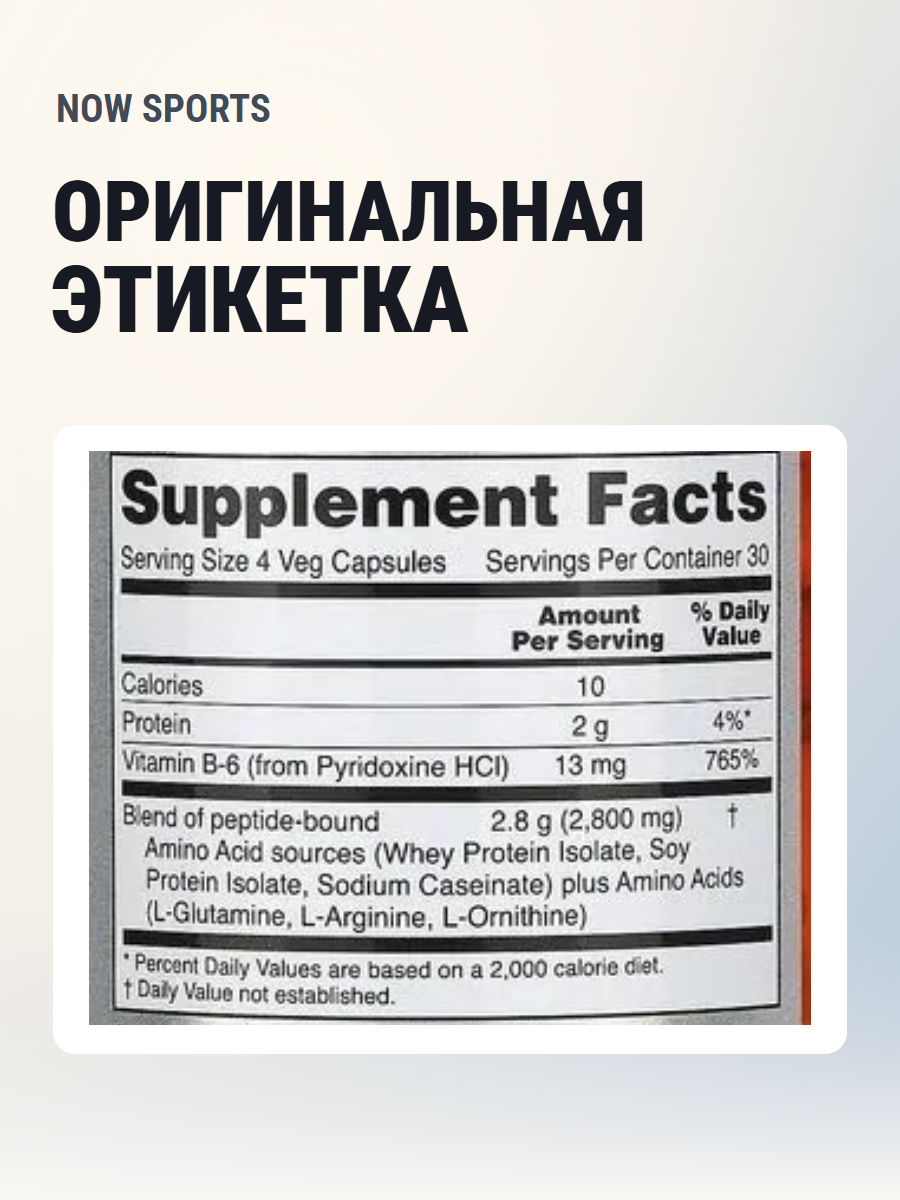 NOW SPORTS
ОРИГИНАЛЬНАЯ
ЭТИКЕТКА
Supplement Facts
Serving Size 4 Veg Capsules Servings Per Container 30
Amount Per Serving % Daily Value
Calories 10
Protein 2 g 4%*
Vitamin B-6 (from Pyridoxine HCl) 13 mg 765%
Blend of peptide-bound 2.8 g (2,800 mg) †
Amino Acid sources (Whey Protein Isolate, Soy
Protein Isolate, Sodium Caseinate) plus Amino Acids
(L-Glutamine, L-Arginine, L-Ornithine)
* Percent Daily Values are based on a 2,000 calorie diet.
† Daily Value not established.